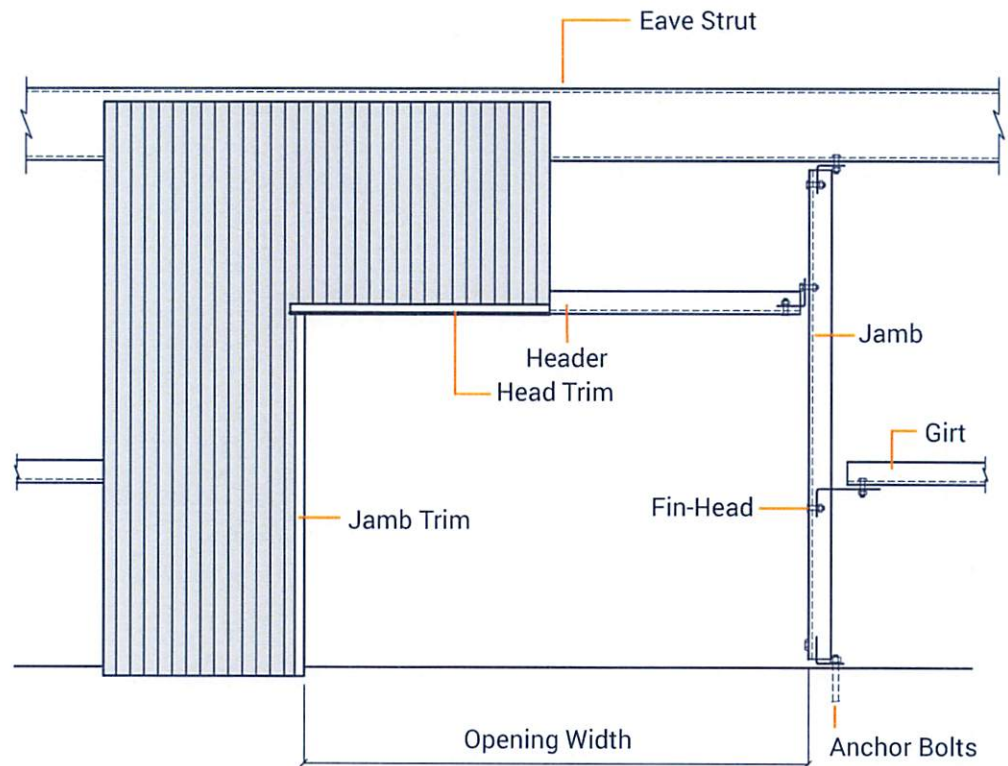 Eave Strut
Header
Head Trim
Jamb
Girt
Jamb Trim
Fin-Head
Opening Width
Anchor Bolts